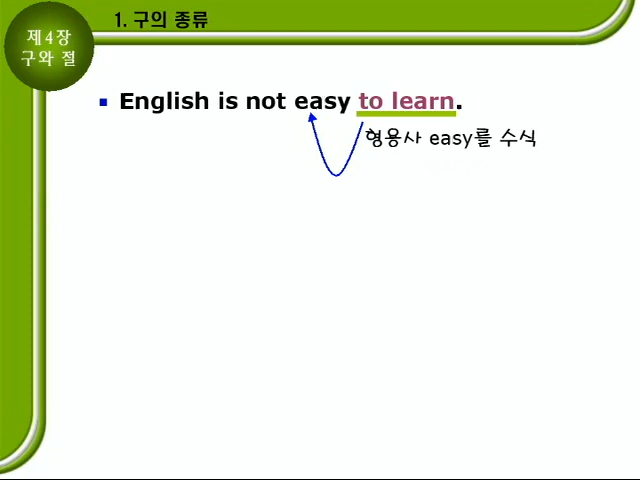 제4장
구와 절
1. 구의 종류
English is not easy to learn.
형용사 easy를 수식